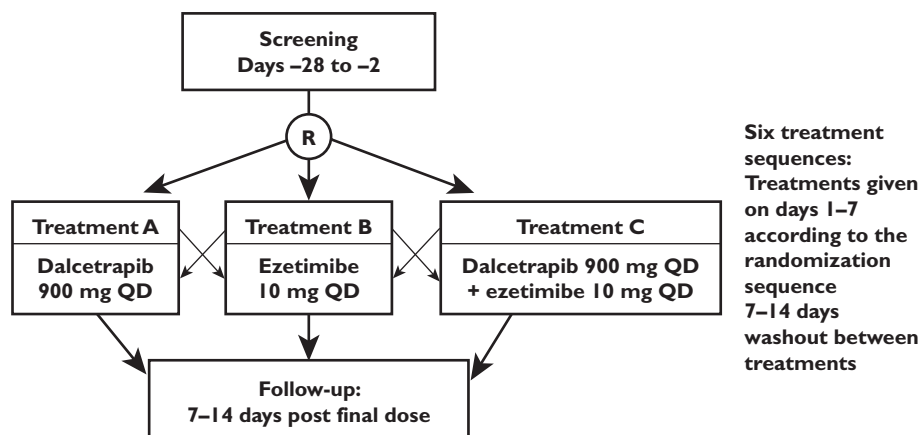 Screening
Days –28 to –2
R
Treatment A
Dalcetrapib
900 mg QD
Treatment B
Ezetimibe
10 mg QD
Treatment C
Dalcetrapib 900 mg QD
+ ezetimibe 10 mg QD
Follow-up:
7–14 days post final dose
Six treatment
sequences:
Treatments given
on days 1–7
according to the
randomization
sequence
7–14 days
washout between
treatments